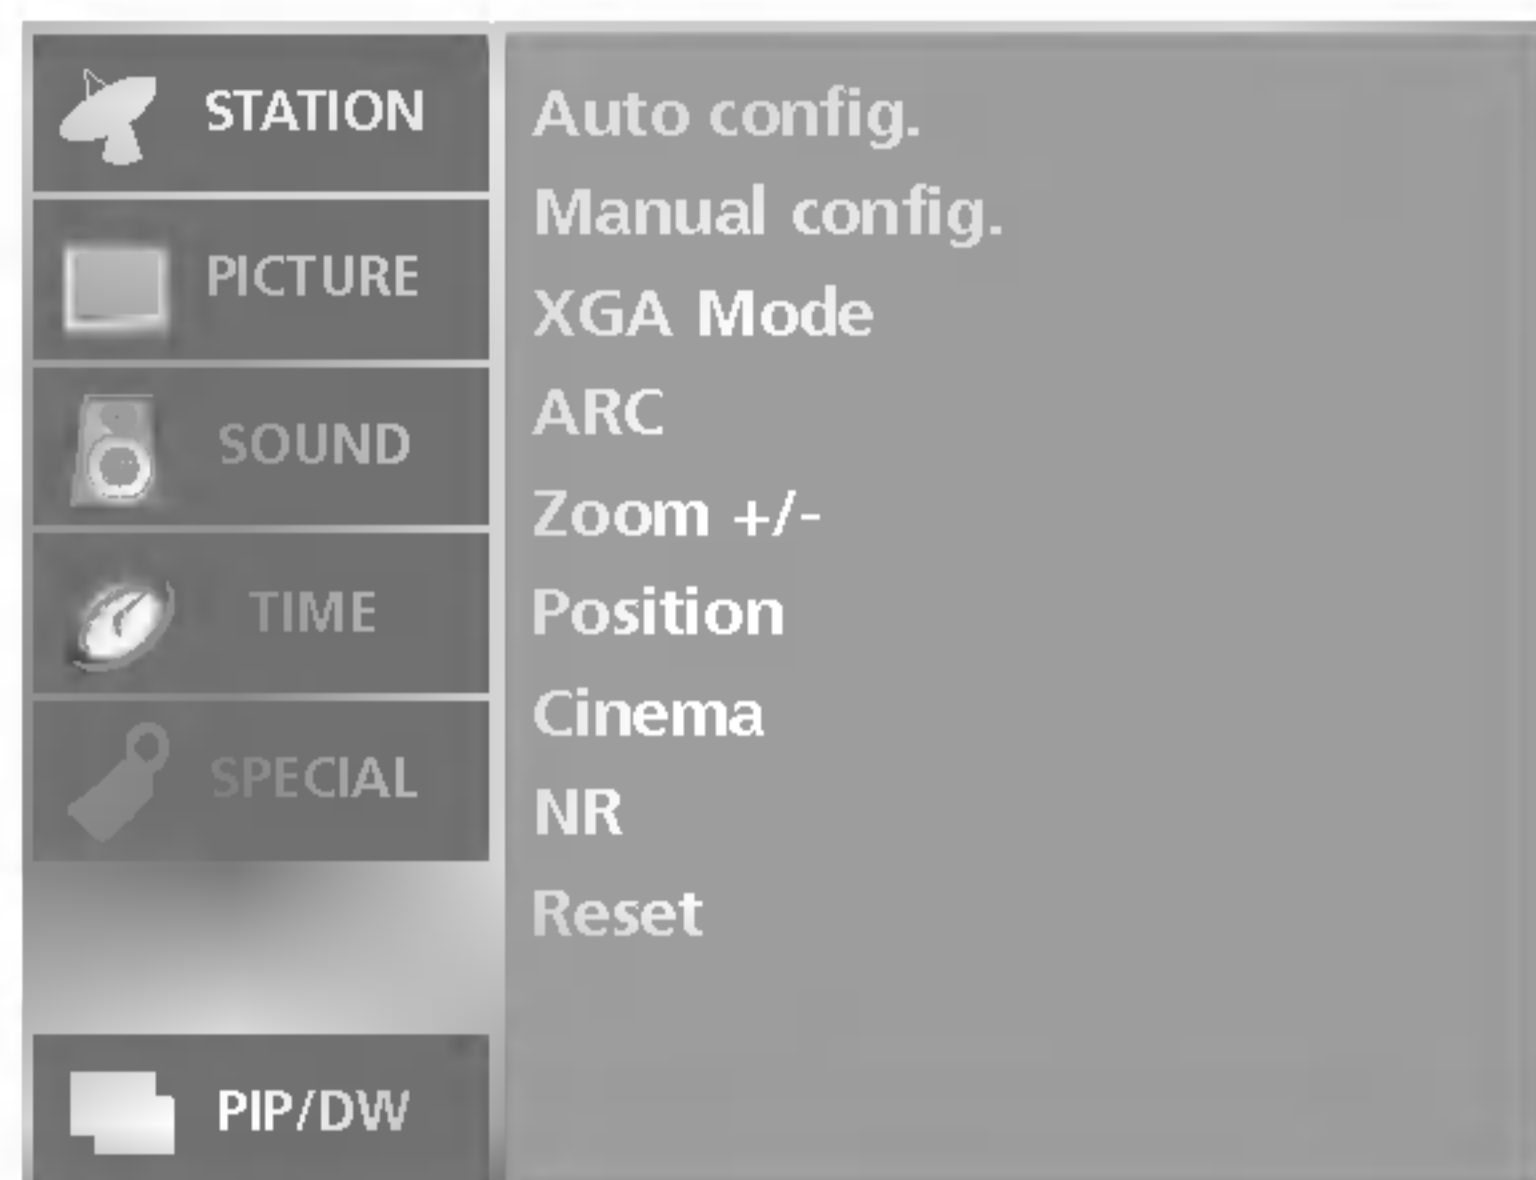 STATION
PICTURE
SOUND
TIME
SPECIAL
PIP/DW
Auto config.
Manual config.
XGA Mode
ARC
Zoom +/-
Position
Cinema
NR
Reset